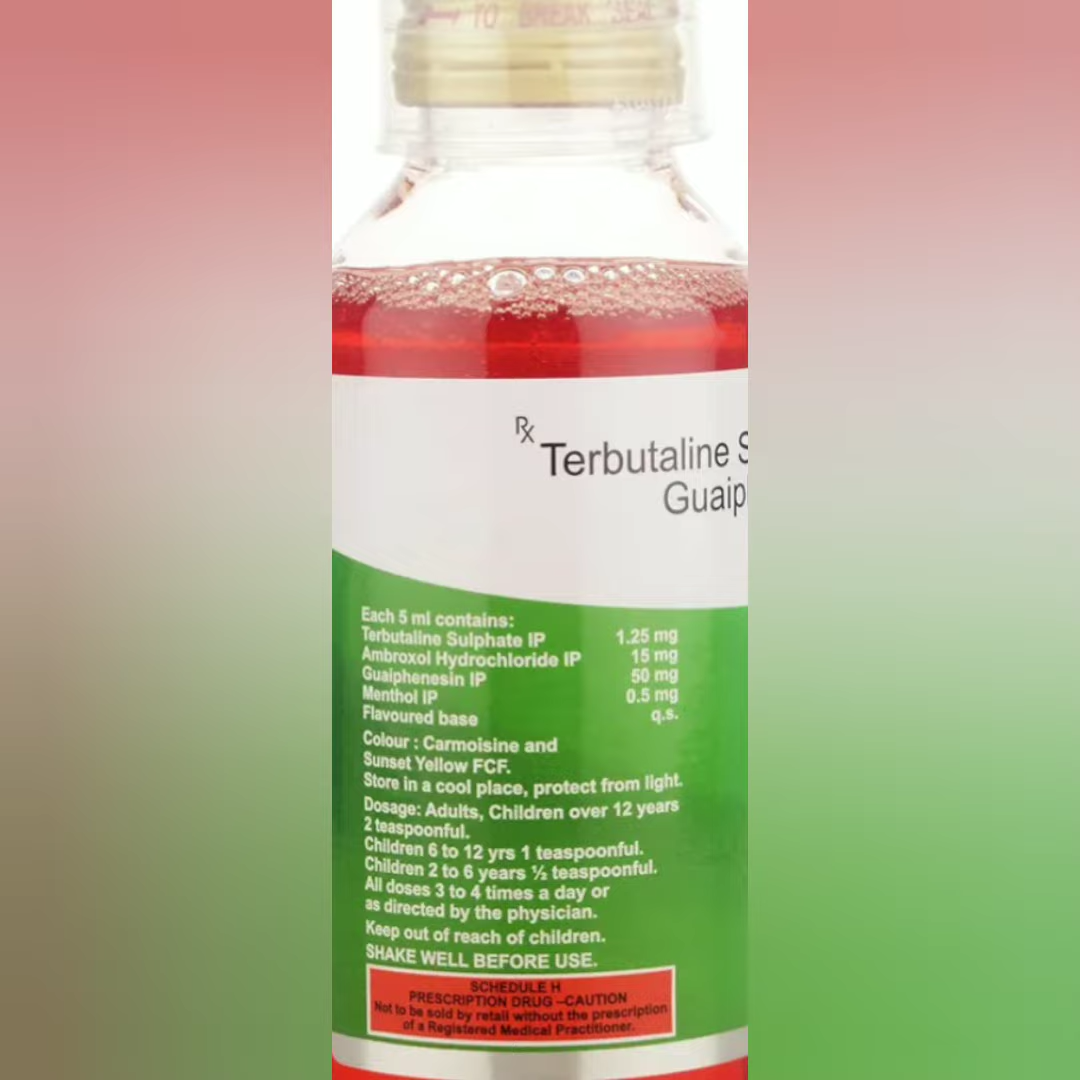 TO BREAK SEAL
Rx
Terbutaline S
Guaip
Each 5 ml contains:
Terbutaline Sulphate IP 1.25 mg
Ambroxol Hydrochloride IP 15 mg
Guaiphenesin IP 50 mg
Menthol IP 0.5 mg
Flavoured base q.s.
Colour : Carmoisine and
Sunset Yellow FCF.
Store in a cool place, protect from light.
Dosage: Adults, Children over 12 years
2 teaspoonful.
Children 6 to 12 yrs 1 teaspoonful.
Children 2 to 6 years ½ teaspoonful.
All doses 3 to 4 times a day or
as directed by the physician.
Keep out of reach of children.
SHAKE WELL BEFORE USE.
SCHEDULE H
PRESCRIPTION DRUG –CAUTION
Not to be sold by retail without the prescription
of a Registered Medical Practitioner.